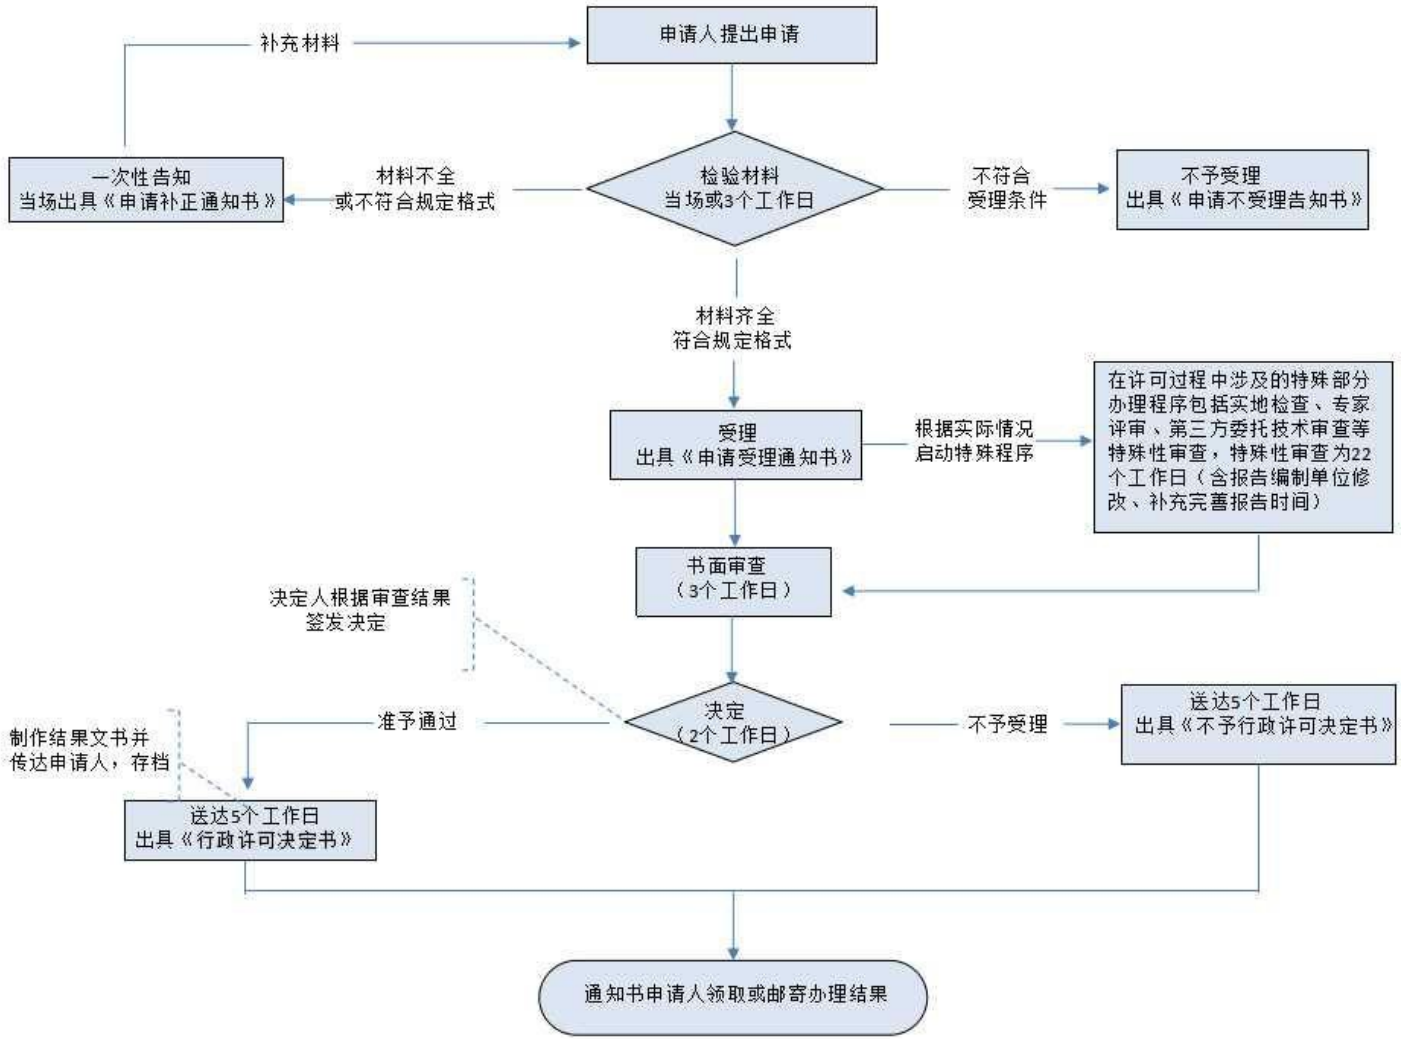 申请人提出申请
补充材料
一次性告知
当场出具《申请补正通知书》
材料不全
或不符合规定格式
检验材料
当场或3个工作日
不符合
受理条件
不予受理
出具《申请不受理告知书》
材料齐全
符合规定格式
受理
出具《申请受理通知书》
根据实际情况
启动特殊程序
在许可过程中涉及的特殊部分
办理程序包括实地检查、专家
评审、第三方委托技术审查等
特殊性审查，特殊性审查为22
个工作日（含报告编制单位修
改、补充完善报告时间）
书面审查
（3个工作日）
决定人根据审查结果
签发决定
决定
（2个工作日）
准予通过
不予受理
送达5个工作日
出具《不予行政许可决定书》
制作结果文书并
传达申请人，存档
送达5个工作日
出具《行政许可决定书》
通知书申请人领取或邮寄办理结果